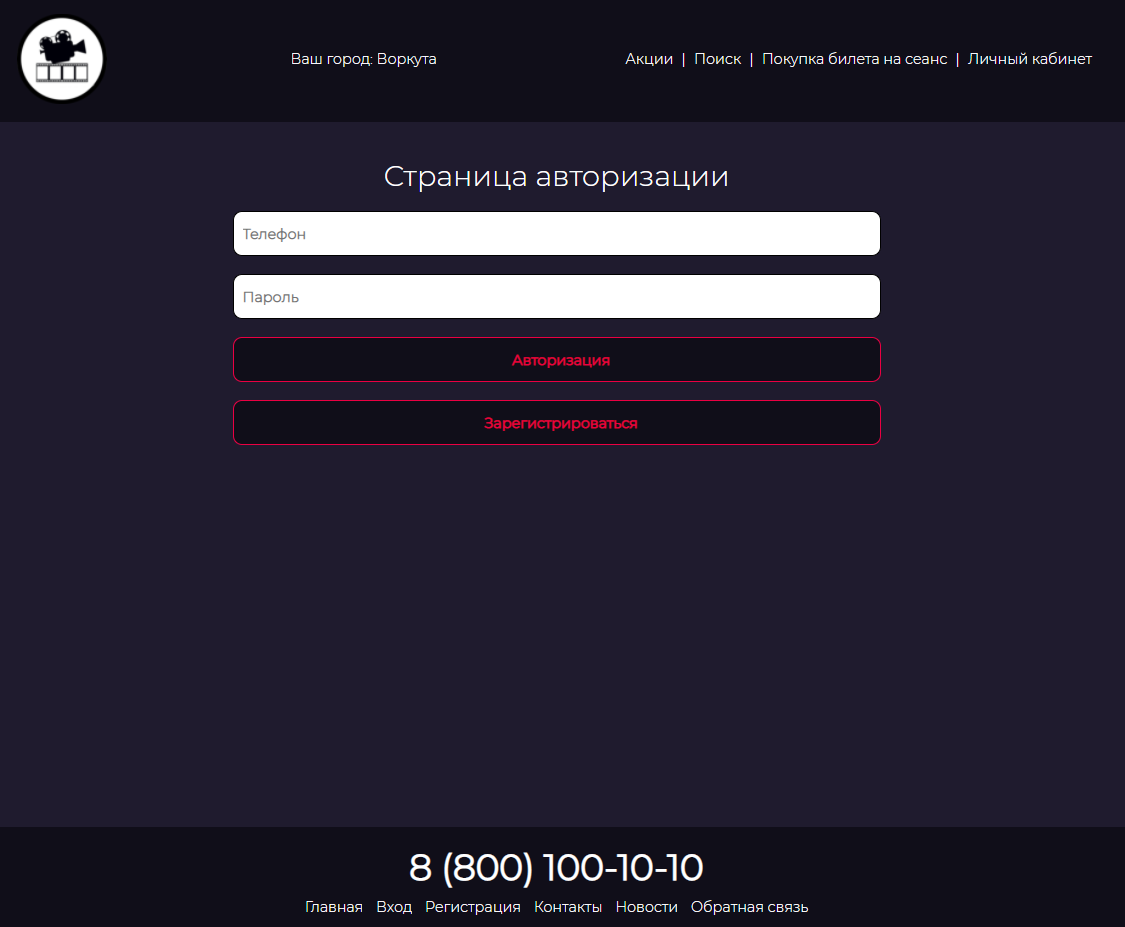 Ваш город: Воркута
Акции | Поиск | Покупка билета на сеанс | Личный кабинет
Страница авторизации
Телефон
Пароль
Авторизация
Зарегистрироваться
8 (800) 100-10-10
Главная Вход Регистрация Контакты Новости Обратная связь